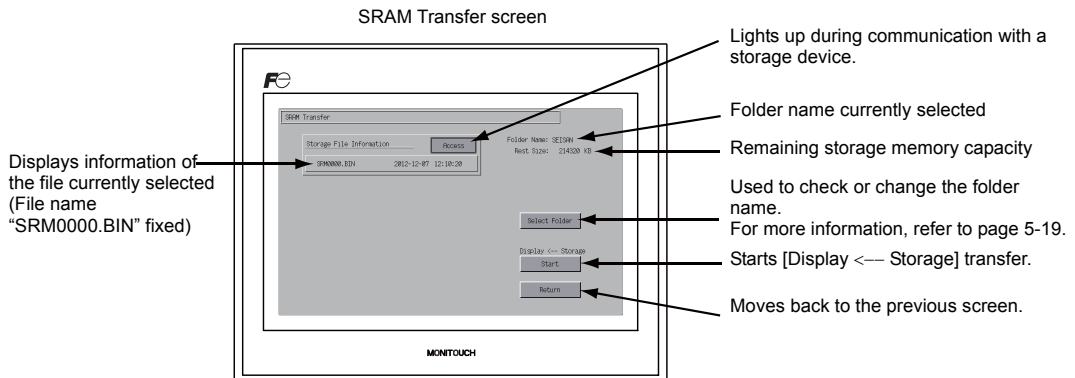 SRAM Transfer screen
Lights up during communication with a
storage device.
Fe
SRAM Transfer
Storage File Information
Access
Folder Name: SEISAN
Rest Size: 214320 KB
SRM0000.BIN 2012-12-07 12:10:20
Folder name currently selected
Remaining storage memory capacity
Displays information of
the file currently selected
(File name
“SRM0000.BIN” fixed)
Used to check or change the folder
name.
For more information, refer to page 5-19.
Select Folder
Display <-- Storage
Start
Starts [Display <−− Storage] transfer.
Return
Moves back to the previous screen.
MONITOUCH